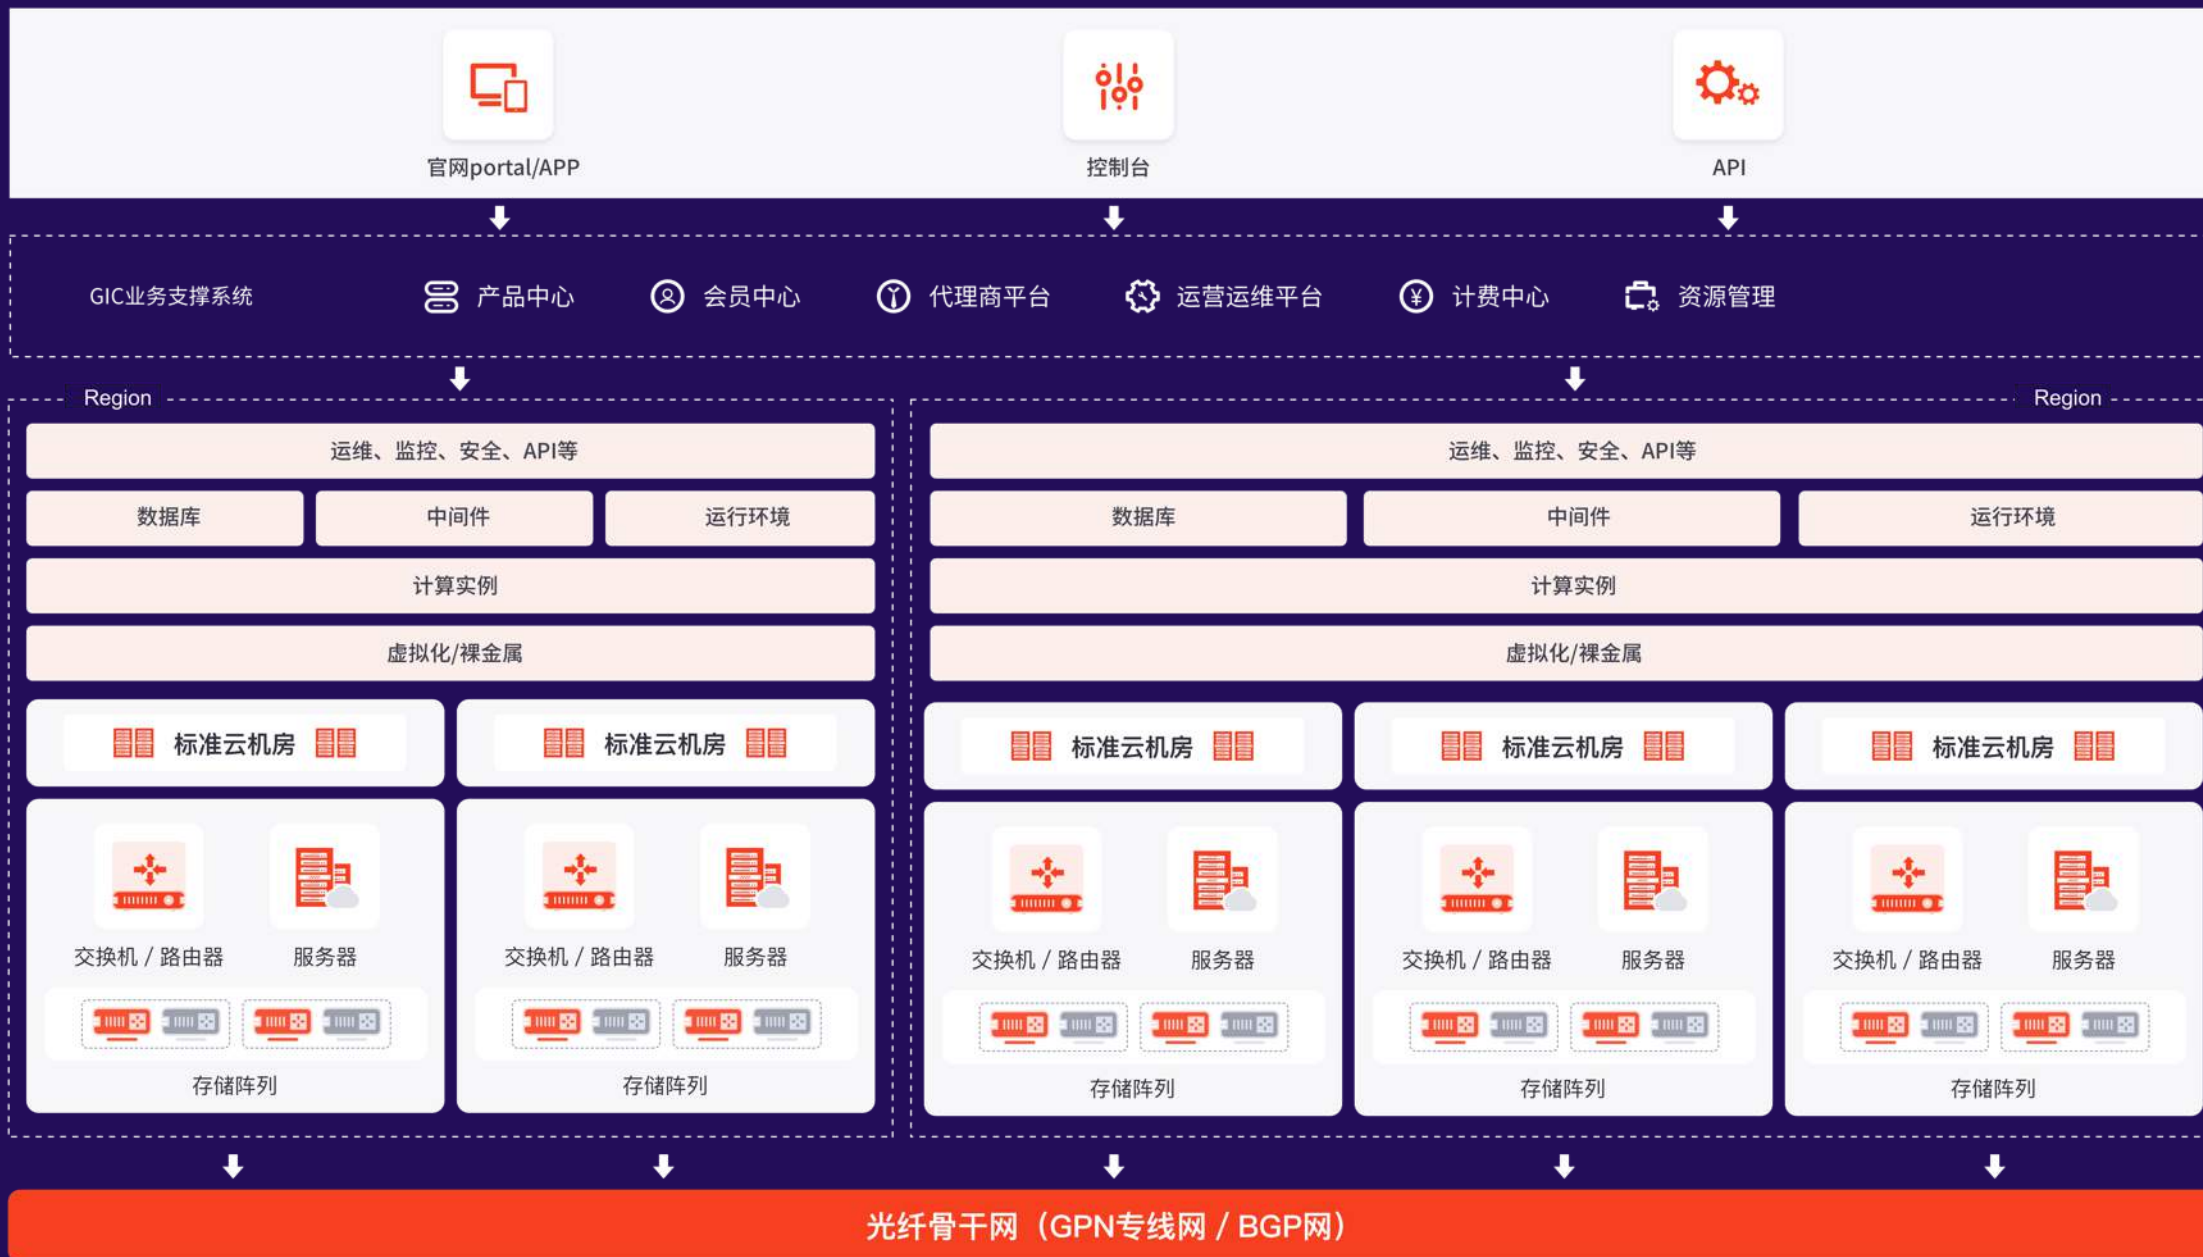 官网portal/APP
控制台
API
GIC业务支撑系统
产品中心
会员中心
代理商平台
运营运维平台
计费中心
资源管理
Region
运维、监控、安全、API等
数据库
中间件
运行环境
计算实例
虚拟化/裸金属
标准云机房
标准云机房
交换机 / 路由器
服务器
存储阵列
交换机 / 路由器
服务器
存储阵列
Region
运维、监控、安全、API等
数据库
中间件
运行环境
计算实例
虚拟化/裸金属
标准云机房
标准云机房
标准云机房
交换机 / 路由器
服务器
存储阵列
交换机 / 路由器
服务器
存储阵列
交换机 / 路由器
服务器
存储阵列
光纤骨干网（GPN专线网 / BGP网）